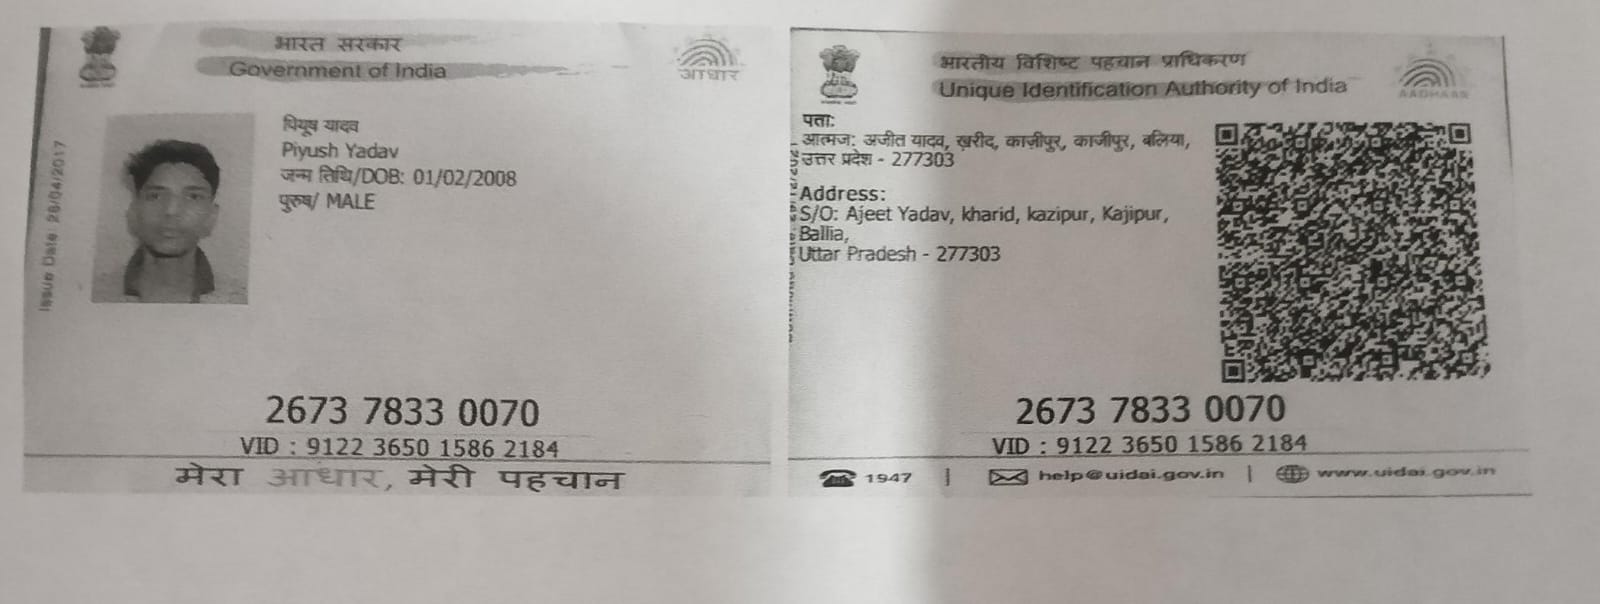 भारत सरकार
Government of India
आधार
Issue Date: 28/04/2017
पियूष यादव
Piyush Yadav
जन्म तिथि/DOB: 01/02/2008
पुरुष/ MALE
2673 7833 0070
VID : 9122 3650 1586 2184
मेरा आधार, मेरी पहचान
भारतीय विशिष्ट पहचान प्राधिकरण
Unique Identification Authority of India
AADHAAR
पता:
आत्मज: अजीत यादव, ख़रीद, काज़ीपुर, काजीपुर, बलिया,
उत्तर प्रदेश - 277303
Address:
S/O: Ajeet Yadav, kharid, kazipur, Kajipur,
Ballia,
Uttar Pradesh - 277303
2673 7833 0070
VID : 9122 3650 1586 2184
1947 | help@uidai.gov.in | www.uidai.gov.in